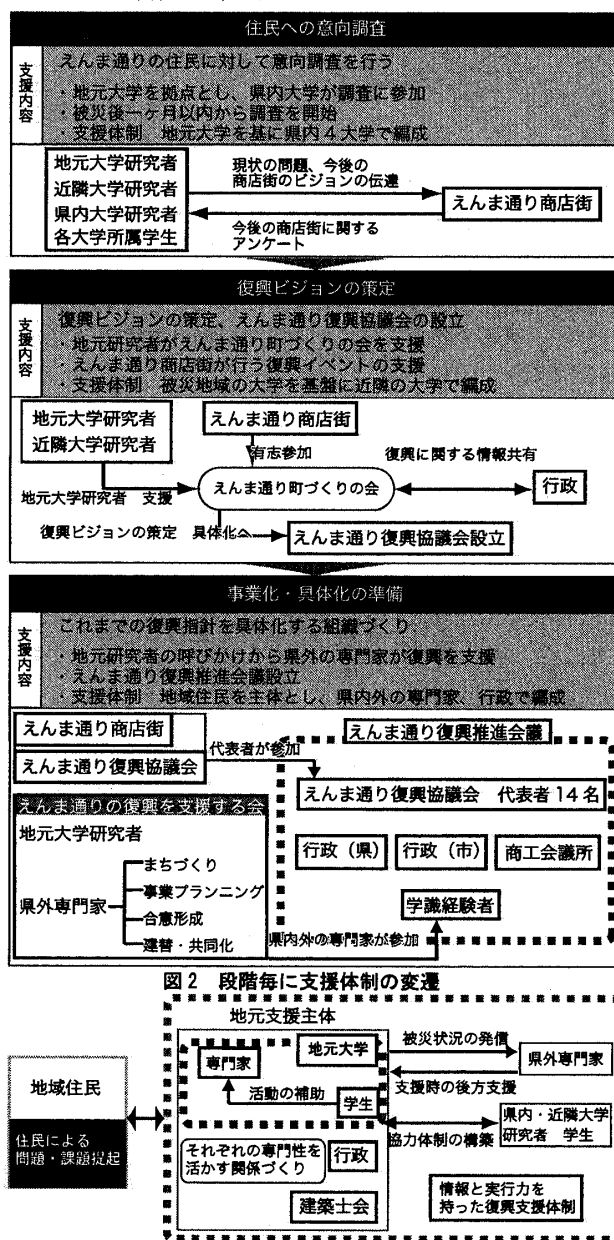 住民への意向調査
支援内容
えんま通りの住民に対して意向調査を行う
・地元大学を拠点とし、県内大学が調査に参加
・被災後一ヶ月以内から調査を開始
・支援体制　地元大学を基に県内4大学で編成
地元大学研究者
近隣大学研究者
県内大学研究者
各大学所属学生
現状の問題、今後の
商店街のビジョンの伝達
今後の商店街に関する
アンケート
えんま通り商店街
復興ビジョンの策定
支援内容
復興ビジョンの策定、えんま通り復興協議会の設立
・地元研究者がえんま通り町づくりの会を支援
・えんま通り商店街が行う復興イベントの支援
・支援体制　被災地域の大学を基盤に近隣の大学で編成
地元大学研究者
近隣大学研究者
えんま通り商店街
有志参加
復興に関する情報共有
地元大学研究者　支援
えんま通り町づくりの会
行政
復興ビジョンの策定　具体化へ
えんま通り復興協議会設立
事業化・具体化の準備
支援内容
これまでの復興指針を具体化する組織づくり
・地元研究者の呼びかけから県外の専門家が復興を支援
・えんま通り復興推進会議設立
・支援体制　地域住民を主体とし、県内外の専門家、行政で編成
えんま通り商店街
えんま通り復興協議会
代表者が参加
えんま通り復興推進会議
えんま通り復興協議会　代表者14名
行政（県）
行政（市）
商工会議所
学識経験者
えんま通りの復興を支援する会
地元大学研究者
県外専門家
まちづくり
事業プランニング
合意形成
建替・共同化
県内外の専門家が参加
図2　段階毎に支援体制の変遷
地域住民
住民による
問題・課題提起
地元支援主体
専門家
地元大学
活動の補助
学生
それぞれの専門性を
活かす関係づくり
行政
建築士会
被災状況の発信
支援時の後方支援
県外専門家
協力体制の構築
県内・近隣大学
研究者　学生
情報と実行力を
持った復興支援体制